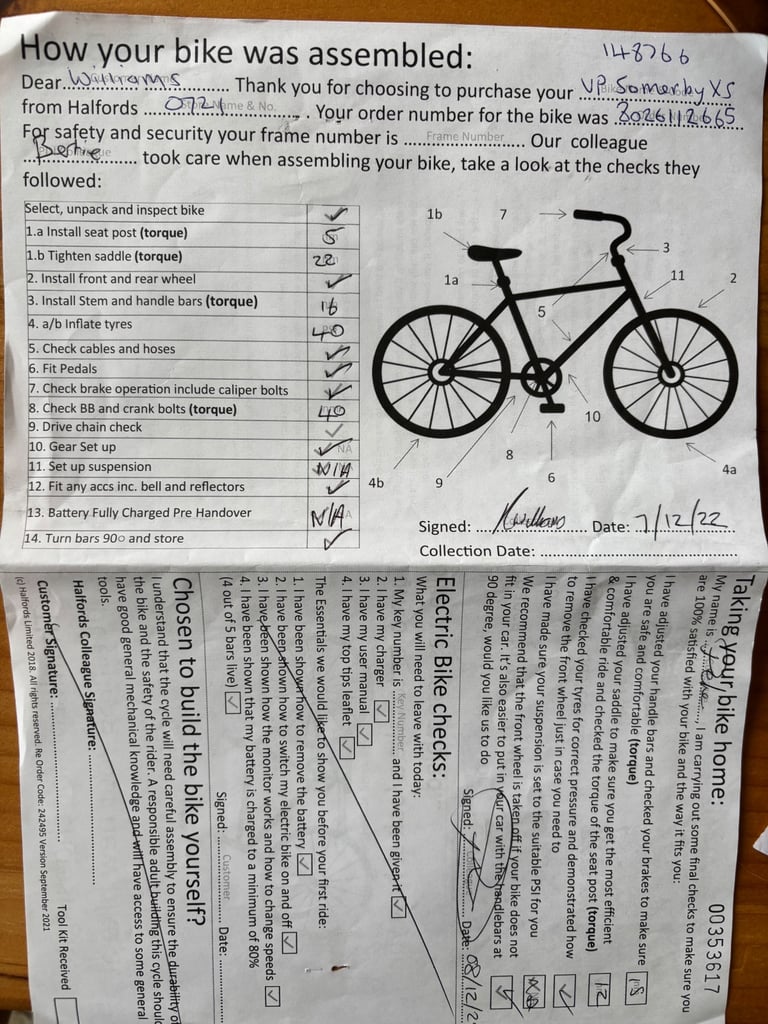 How your bike was assembled: 148766
Dear Williams Thank you for choosing to purchase your VP Somerby XS
from Halfords 0721 Your order number for the bike was 3026112665
For safety and security your frame number is Frame Number Our colleague
Bertie took care when assembling your bike, take a look at the checks they
followed:
Select, unpack and inspect bike ✓
1.a Install seat post (torque) 5
1.b Tighten saddle (torque) 22
2. Install front and rear wheel ✓
3. Install Stem and handle bars (torque) 16
4. a/b Inflate tyres 40
5. Check cables and hoses ✓
6. Fit Pedals ✓
7. Check brake operation include caliper bolts ✓
8. Check BB and crank bolts (torque) 40
9. Drive chain check ✓
10. Gear Set up ✓ NA
11. Set up suspension N/A
12. Fit any accs inc. bell and reflectors ✓
13. Battery Fully Charged Pre Handover N/A
14. Turn bars 90o and store ✓
1b 7
3
1a 11 2
5
10
8
4b 9 6 4a
Signed: Date: 7/12/22
Collection Date:
Taking your bike home: 00353617
My name is I am carrying out some final checks to make sure you
are 100% satisfied with your bike and the way it fits you:
I have adjusted your handle bars and checked your brakes to make sure
you are safe and comfortable (torque)
I have adjusted your saddle to make sure you get the most efficient
& comfortable ride and checked the torque of the seat post (torque) 12
I have checked your tyres for correct pressure and demonstrated how
to remove the front wheel just in case you need to ✓
I have made sure your suspension is set to the suitable PSI for you
We recommend that the front wheel is taken off if your bike does not
fit in your car. It's also easier to put in your car with the handlebars at
90 degree, would you like us to do ✓
Signed: Date: 08/12/2
Electric Bike checks:
What you will need to leave with today:
1. My key number is Key Number and I have been given it ✓
2. I have my charger ✓
3. I have my user manual ✓
4. I have my top tips leaflet ✓
The Essentials we would like to show you before your first ride:
1. I have been shown how to remove the battery ✓
2. I have been shown how to switch my electric bike on and off ✓
3. I have been shown how the monitor works and how to change speeds ✓
4. I have been shown that my battery is charged to a minimum of 80%
(4 out of 5 bars live) ✓
Signed: Customer Date:
Chosen to build the bike yourself?
I understand that the cycle will need careful assembly to ensure the durability of
the bike and the safety of the rider. A responsible adult building this cycle should
have good general mechanical knowledge and will have access to some general
tools.
Halfords Colleague Signature:
Customer Signature: Tool Kit Received
(c) Halfords Limited 2018. All rights reserved. Re Order Code: 242495 Version September 2021